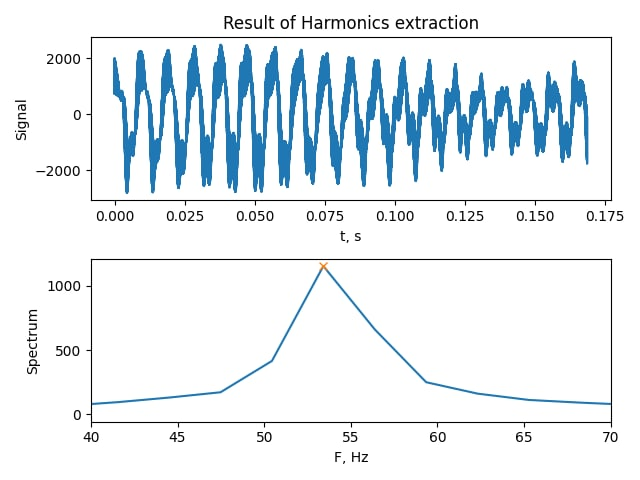 Result of Harmonics extraction
Signal
2000
0
−2000
0.000 0.025 0.050 0.075 0.100 0.125 0.150 0.175
t, s
Spectrum
1000
500
0
40 45 50 55 60 65 70
F, Hz